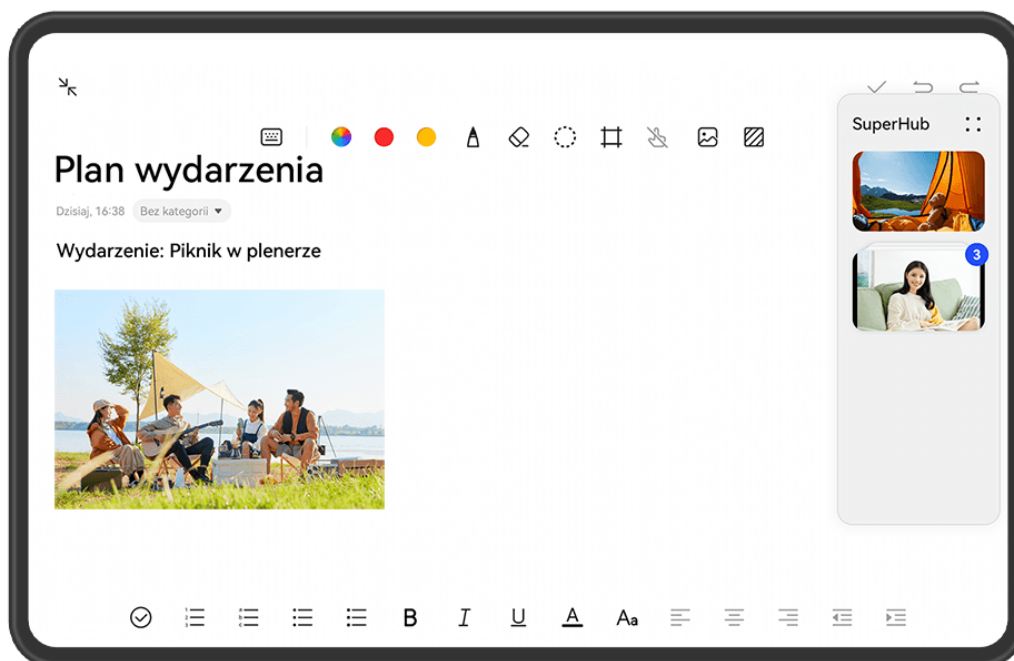 SuperHub
Plan wydarzenia
Dzisiaj, 16:38 Bez kategorii
Wydarzenie: Piknik w plenerze
3
B I U A Aa